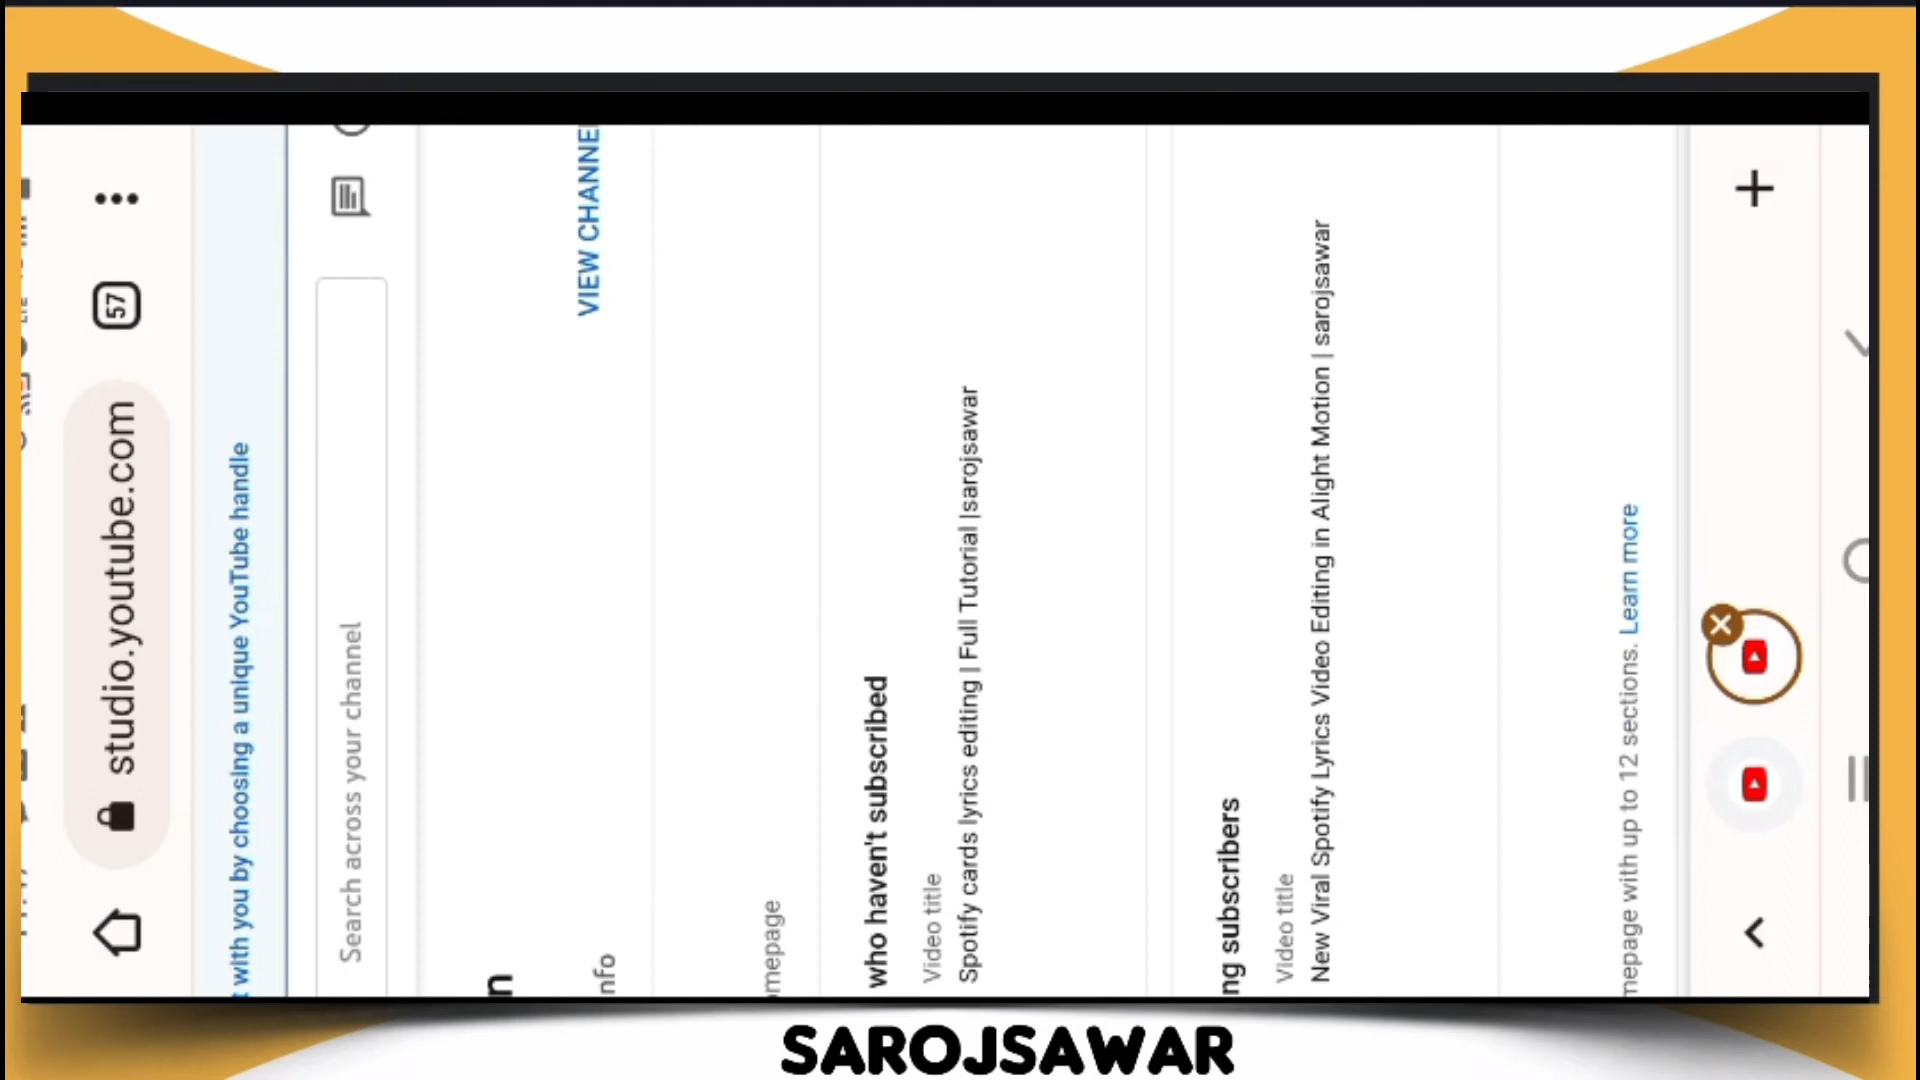 studio.youtube.com
57
t with you by choosing a unique YouTube handle
Search across your channel
n
nfo
VIEW CHANNE
mepage
who haven't subscribed
Video title
Spotify cards lyrics editing | Full Tutorial |sarojsawar
ng subscribers
Video title
New Viral Spotify Lyrics Video Editing in Alight Motion | sarojsawar
mepage with up to 12 sections. Learn more
SAROJSAWAR